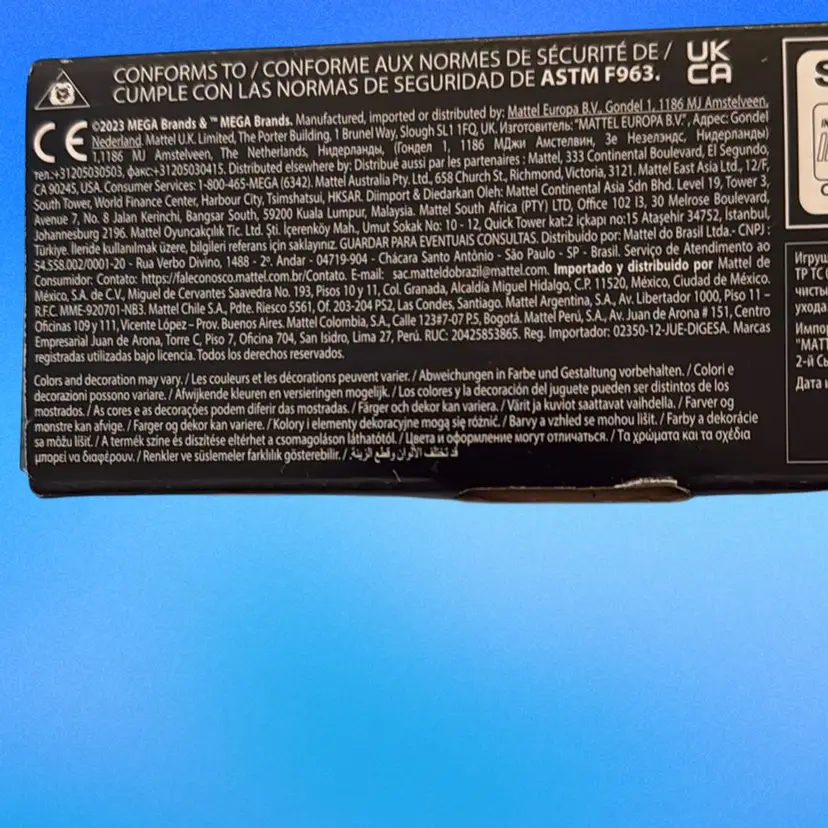 CONFORMS TO / CONFORME AUX NORMES DE SÉCURITÉ DE /
CUMPLE CON LAS NORMAS DE SEGURIDAD DE ASTM F963.
UK
CA
CE
©2023 MEGA Brands & ™ MEGA Brands. Manufactured, imported or distributed by: Mattel Europa B.V., Gondel 1, 1186 MJ Amstelveen,
Nederland. Mattel U.K. Limited, The Porter Building, 1 Brunel Way, Slough SL1 1FQ, UK. Изготовитель: "MATTEL EUROPA B.V.", Адрес: Gondel
1,1186 MJ Amstelveen, The Netherlands, Нидерланды, (Гондел 1, 1186 МДжи Амстелвин, Зе Незелэндс, Нидерланды)
тел.:+31205030503, факс:+31205030415. Distributed elsewhere by: Distribué aussi par les partenaires : Mattel, 333 Continental Boulevard, El Segundo,
CA 90245, USA. Consumer Services: 1-800-465-MEGA (6342). Mattel Australia Pty. Ltd., 658 Church St., Richmond, Victoria, 3121. Mattel East Asia Ltd., 12/F,
South Tower, World Finance Center, Harbour City, Tsimshatsui, HKSAR. Diimport & Diedarkan Oleh: Mattel Continental Asia Sdn Bhd. Level 19, Tower 3,
Avenue 7, No. 8 Jalan Kerinchi, Bangsar South, 59200 Kuala Lumpur, Malaysia. Mattel South Africa (PTY) LTD, Office 102 I3, 30 Melrose Boulevard,
Johannesburg 2196. Mattel Oyuncakçılık Tic. Ltd. Şti. İçerenköy Mah., Umut Sokak No: 10 - 12, Quick Tower kat:2 içkapı no:15 Ataşehir 34752, İstanbul,
Türkiye. İleride kullanılmak üzere, bilgileri referans için saklayınız. GUARDAR PARA EVENTUAIS CONSULTAS. Distribuído por: Mattel do Brasil Ltda.- CNPJ :
54.558.002/0001-20 - Rua Verbo Divino, 1488 - 2º. Andar - 04719-904 - Chácara Santo Antônio - São Paulo - SP - Brasil. Serviço de Atendimento ao
Consumidor: Contato: https://faleconosco.mattel.com.br/Contato. E-mail: sac.matteldobrazil@mattel.com. Importado y distribuido por Mattel de
México, S.A. de C.V., Miguel de Cervantes Saavedra No. 193, Pisos 10 y 11, Col. Granada, Alcaldía Miguel Hidalgo, C.P. 11520, México, Ciudad de México.
R.F.C. MME-920701-NB3. Mattel Chile S.A., Pdte. Riesco 5561, Of. 203-204 PS2, Las Condes, Santiago. Mattel Argentina, S.A., Av. Libertador 1000, Piso 11 –
Oficinas 109 y 111, Vicente López – Prov. Buenos Aires. Mattel Colombia, S.A., Calle 123#7-07 P.5, Bogotá. Mattel Perú, S.A., Av. Juan de Arona # 151, Centro
Empresarial Juan de Arona, Torre C, Piso 7, Oficina 704, San Isidro, Lima 27, Perú. RUC: 20425853865. Reg. Importador: 02350-12-JUE-DIGESA. Marcas
registradas utilizadas bajo licencia. Todos los derechos reservados.
Colors and decoration may vary. / Les couleurs et les décorations peuvent varier. / Abweichungen in Farbe und Gestaltung vorbehalten. / Colori e
decorazioni possono variare. / Afwijkende kleuren en versieringen mogelijk. / Los colores y la decoración del juguete pueden ser distintos de los
mostrados. / As cores e as decorações podem diferir das mostradas. / Färger och dekor kan variera. / Värit ja kuviot saattavat vaihdella. / Farver og
mønstre kan afvige. / Farger og dekor kan variere. / Kolory i elementy dekoracyjne mogą się różnić. / Barvy a vzhled se mohou lišit. / Farby a dekorácie
sa môžu líšiť. / A termék színe és díszítése eltérhet a csomagoláson láthatótól. / Цвета и оформление могут отличаться. / Τα χρώματα και τα σχέδια
μπορεί να διαφέρουν. / Renkler ve süslemeler farklılık gösterebilir. / قد تختلف الألوان وقطع الزينة.
S
Игруш
ТР ТС
чисты
ухода
Импо
"МАТТ
2-й Сы
Дата и